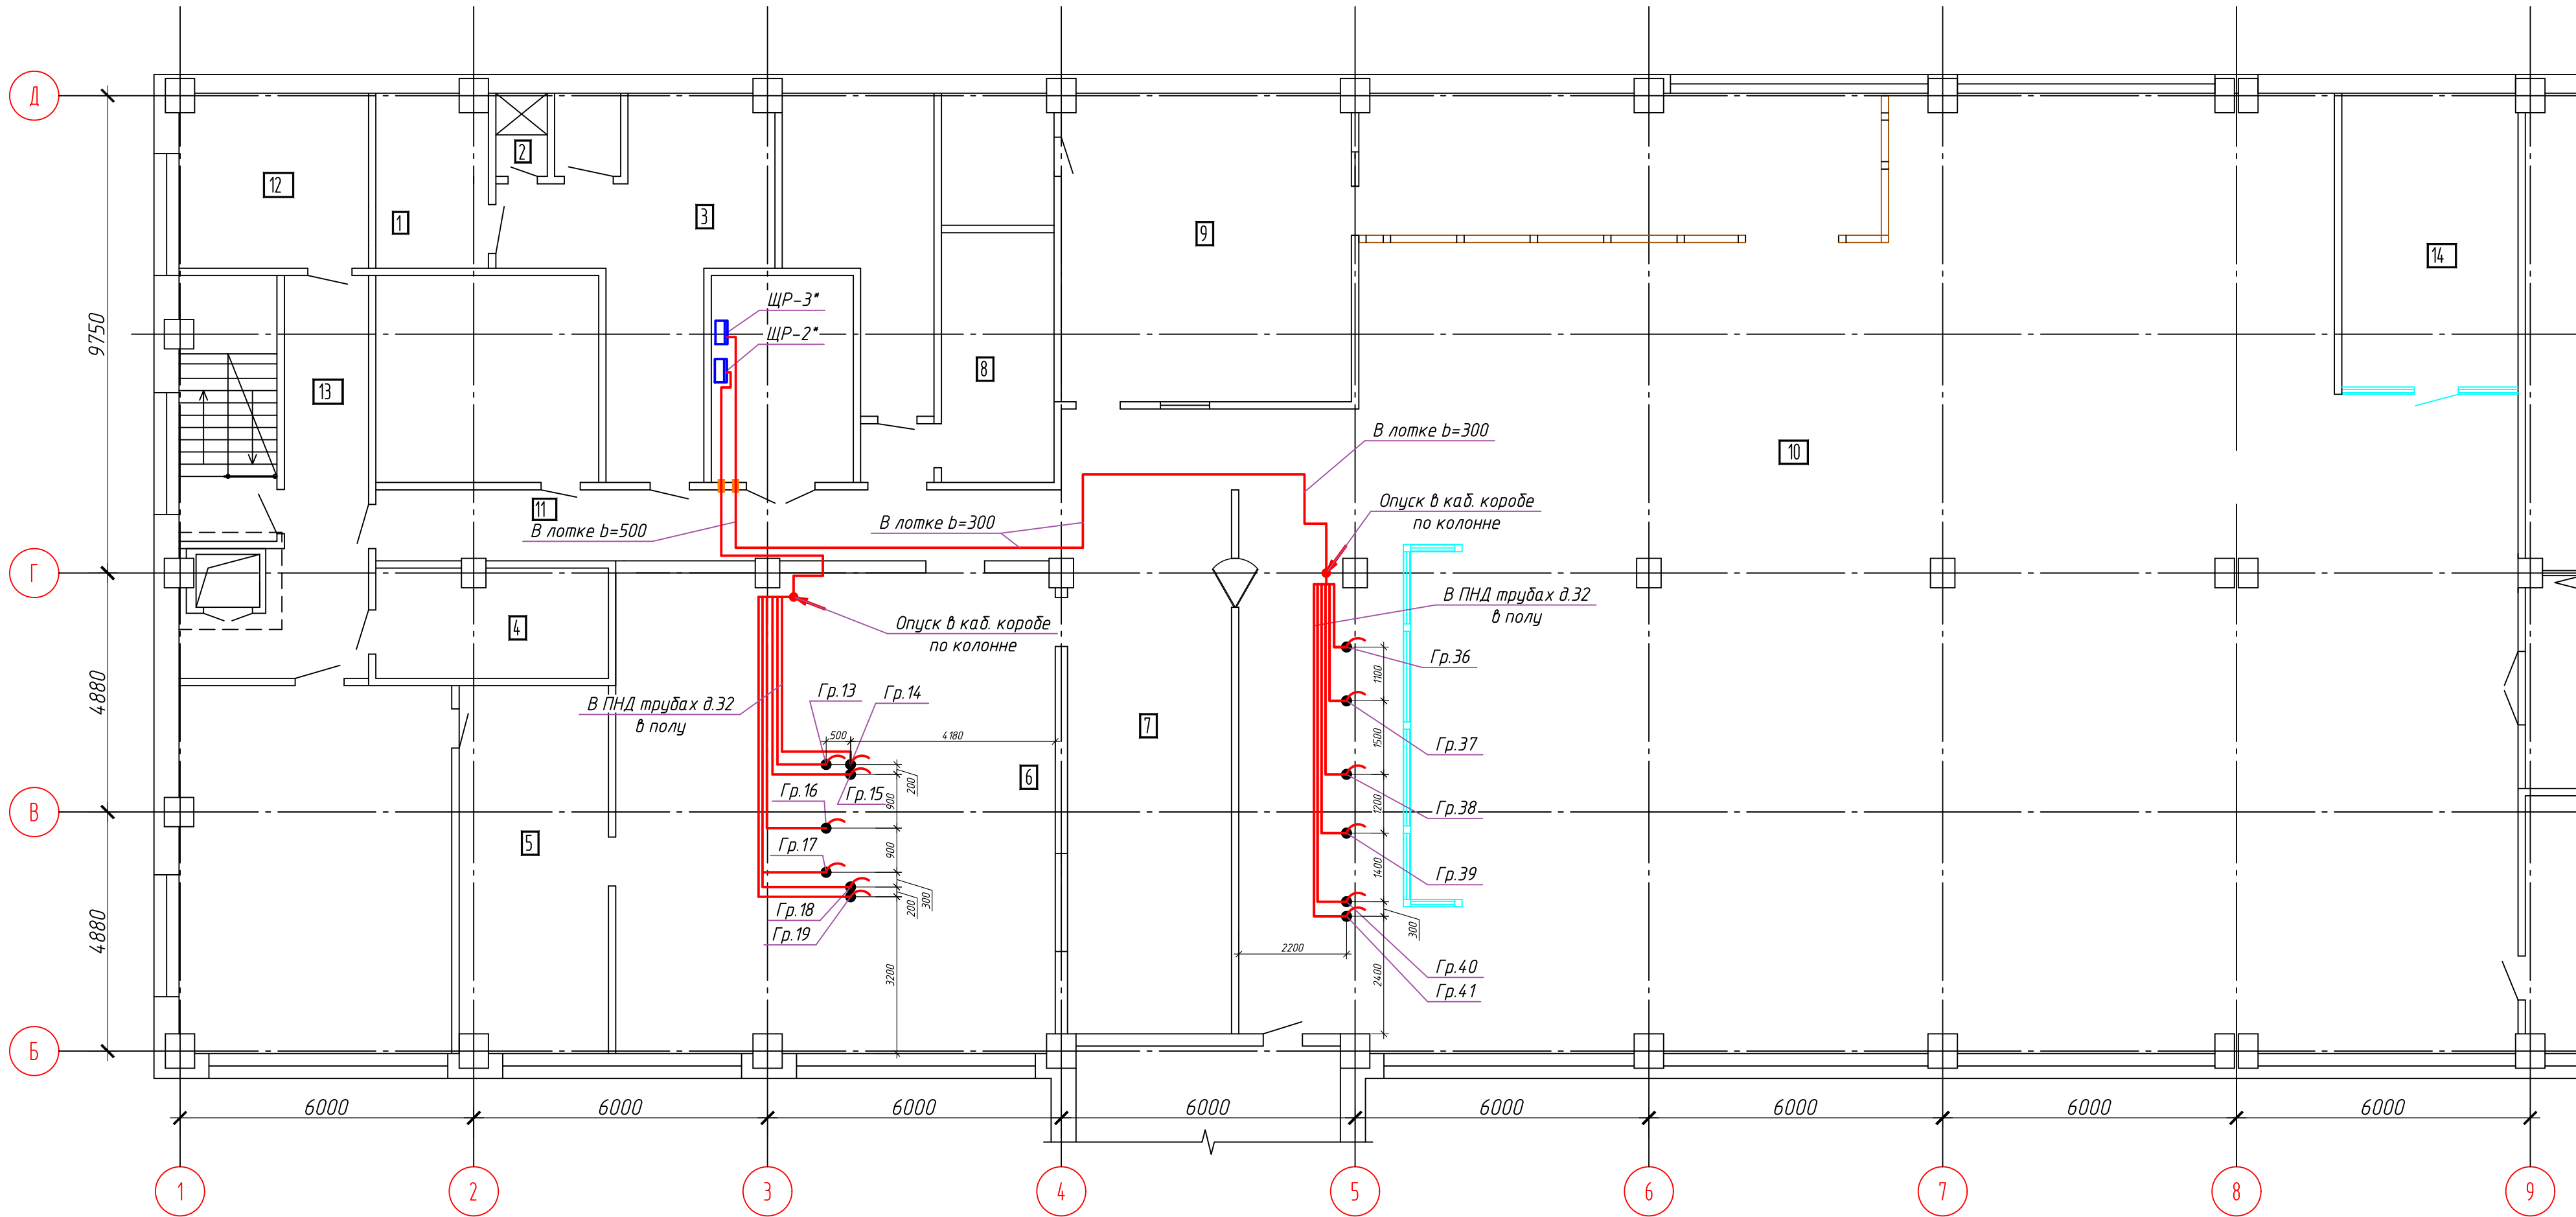 Д
12
1
2
3
9
14
ЩР-3*
ЩР-2*
9750
13
8
10
В лотке b=300
11
В лотке b=500
В лотке b=300
Опуск в каб. коробе
по колонне
Г
4
Опуск в каб. коробе
по колонне
В ПНД трубах д.32
в полу
Гр.36
1100
4880
В ПНД трубах д.32
в полу
Гр.13
Гр.14
500
4180
7
1500
Гр.37
6
200
Гр.16
Гр.15
900
1200
Гр.38
В
5
Гр.17
900
1400
Гр.39
300
200
Гр.18
Гр.19
300
4880
2200
3200
2400
Гр.40
Гр.41
Б
6000
6000
6000
6000
6000
6000
6000
6000
1
2
3
4
5
6
7
8
9